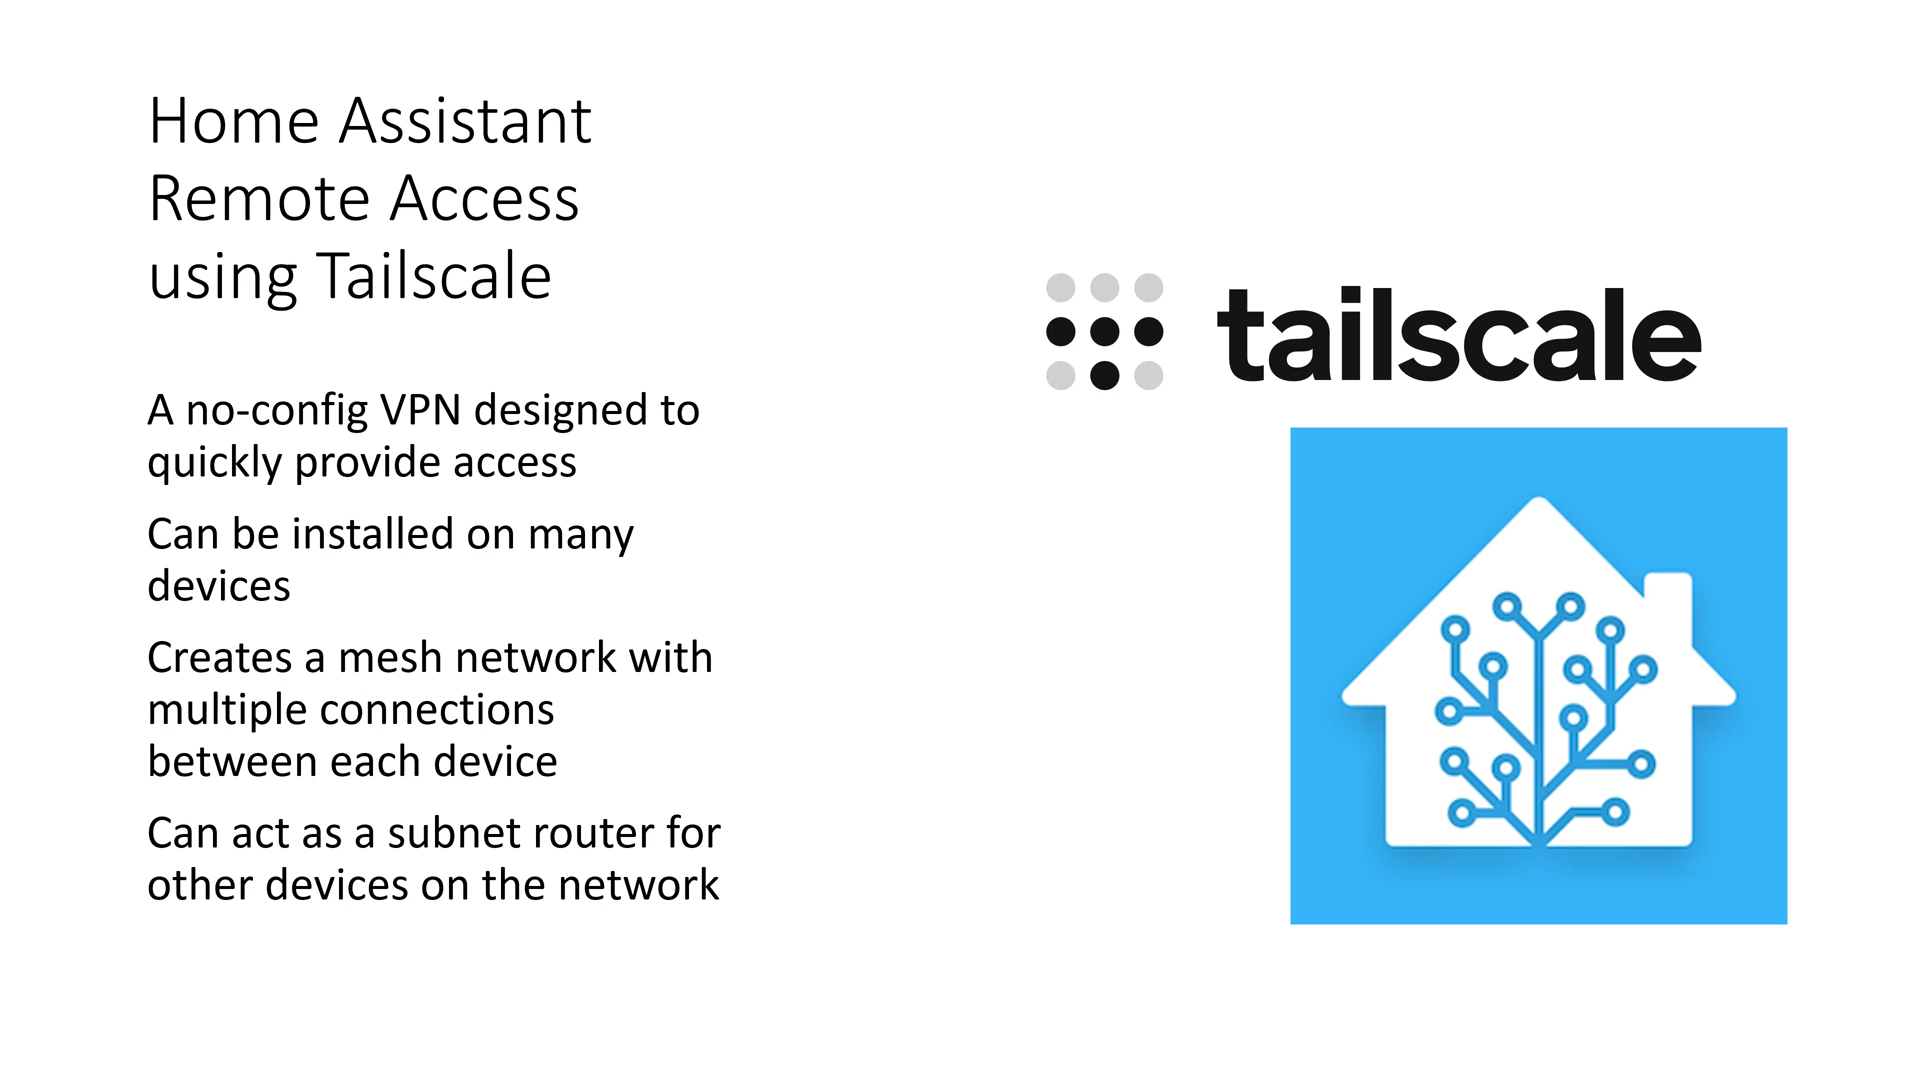 Home Assistant
Remote Access
using Tailscale
A no-config VPN designed to
quickly provide access
Can be installed on many
devices
Creates a mesh network with
multiple connections
between each device
Can act as a subnet router for
other devices on the network
tailscale